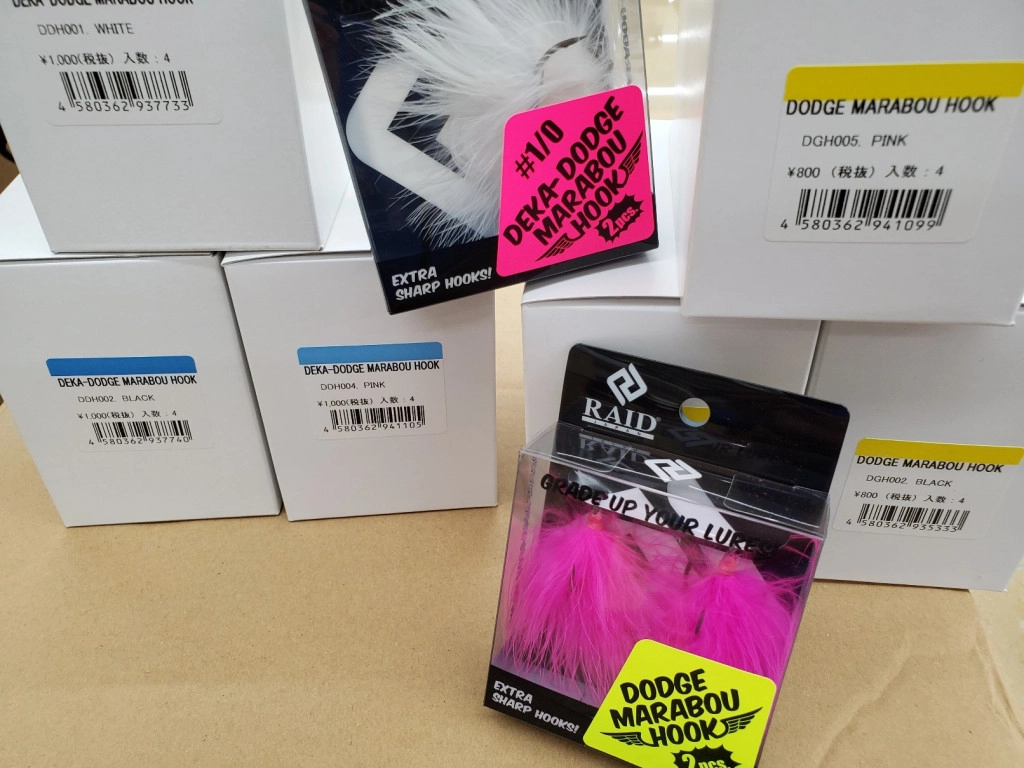 DEKA-DODGE MARABOU HOOK
DDH001. WHITE
¥1,000(税抜) 入数 : 4
4 580362 937733
#1/0
DEKA-DODGE
MARABOU
HOOK
2pcs.
EXTRA
SHARP HOOKS!
DODGE MARABOU HOOK
DGH005. PINK
¥800 (税抜) 入数 : 4
4 580362 941099
DEKA-DODGE MARABOU HOOK
DDH002. BLACK
¥1,000(税抜) 入数 : 4
4 580362 937740
DEKA-DODGE MARABOU HOOK
DDH004. PINK
¥1,000(税抜) 入数 : 4
4 580362 941105
RAID
JAPAN
GRADE UP YOUR LURES
EXTRA
SHARP HOOKS!
DODGE
MARABOU
HOOK
2pcs.
DODGE MARABOU HOOK
DGH002. BLACK
¥800 (税抜) 入数 : 4
4 580362 935333